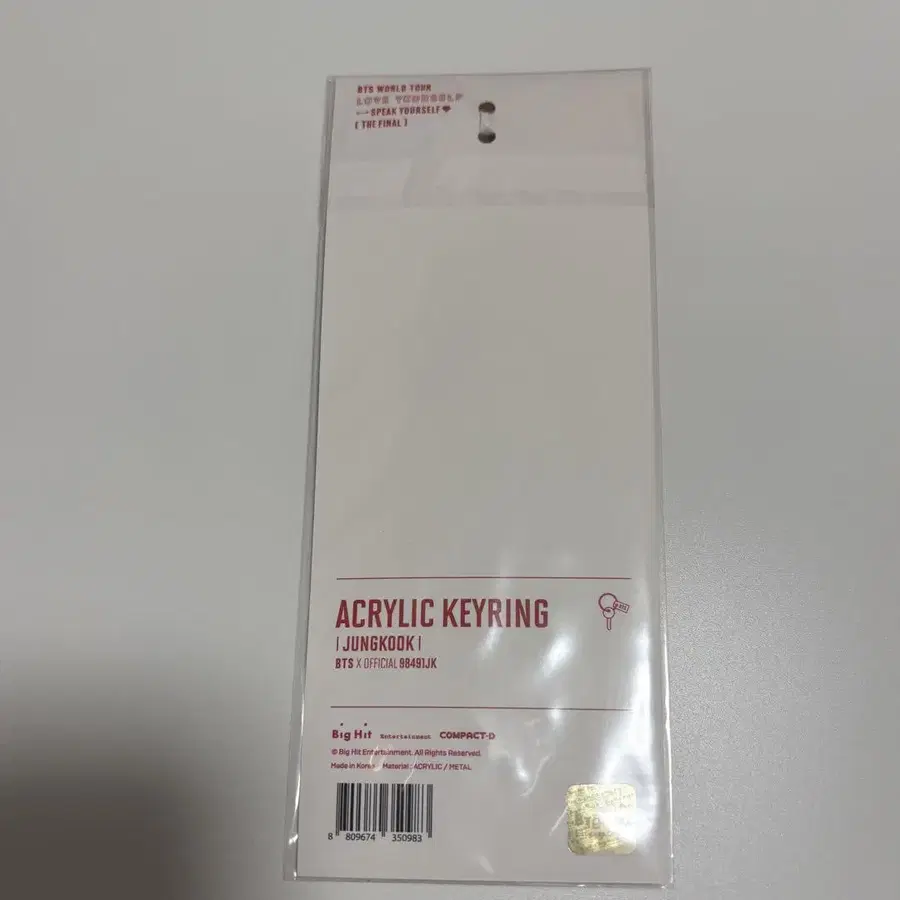 BTS WORLD TOUR
LOVE YOURSELF
SPEAK YOURSELF
[ THE FINAL ]
ACRYLIC KEYRING
| JUNGKOOK |
BTS X OFFICIAL 98491JK
Big Hit Entertainment COMPACT-D
© Big Hit Entertainment. All Rights Reserved.
Made in Korea Material : ACRYLIC / METAL
8 809674 350983